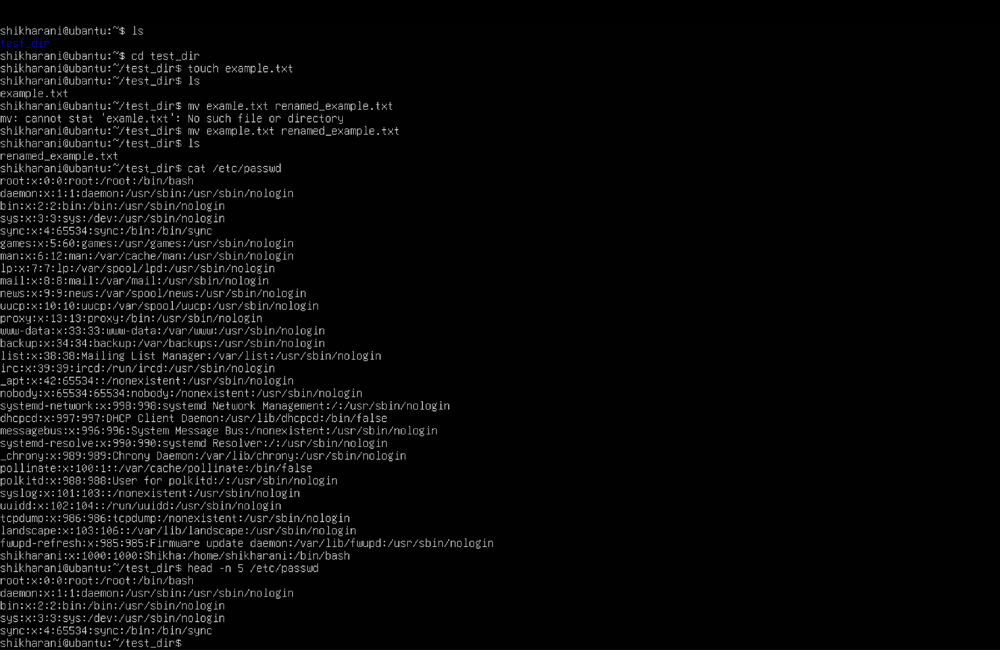 shikharani@ubantu:~$ ls
test_dir
shikharani@ubantu:~$ cd test_dir
shikharani@ubantu:~/test_dir$ touch example.txt
shikharani@ubantu:~/test_dir$ ls
example.txt
shikharani@ubantu:~/test_dir$ mv examle.txt renamed_example.txt
mv: cannot stat 'examle.txt': No such file or directory
shikharani@ubantu:~/test_dir$ mv example.txt renamed_example.txt
shikharani@ubantu:~/test_dir$ ls
renamed_example.txt
shikharani@ubantu:~/test_dir$ cat /etc/passwd
root:x:0:0:root:/root:/bin/bash
daemon:x:1:1:daemon:/usr/sbin:/usr/sbin/nologin
bin:x:2:2:bin:/bin:/usr/sbin/nologin
sys:x:3:3:sys:/dev:/usr/sbin/nologin
sync:x:4:65534:sync:/bin:/bin/sync
games:x:5:60:games:/usr/games:/usr/sbin/nologin
man:x:6:12:man:/var/cache/man:/usr/sbin/nologin
lp:x:7:7:lp:/var/spool/lpd:/usr/sbin/nologin
mail:x:8:8:mail:/var/mail:/usr/sbin/nologin
news:x:9:9:news:/var/spool/news:/usr/sbin/nologin
uucp:x:10:10:uucp:/var/spool/uucp:/usr/sbin/nologin
proxy:x:13:13:proxy:/bin:/usr/sbin/nologin
www-data:x:33:33:www-data:/var/www:/usr/sbin/nologin
backup:x:34:34:backup:/var/backups:/usr/sbin/nologin
list:x:38:38:Mailing List Manager:/var/list:/usr/sbin/nologin
irc:x:39:39:ircd:/run/ircd:/usr/sbin/nologin
_apt:x:42:65534::/nonexistent:/usr/sbin/nologin
nobody:x:65534:65534:nobody:/nonexistent:/usr/sbin/nologin
systemd-network:x:998:998:systemd Network Management:/:/usr/sbin/nologin
dhcpcd:x:997:997:DHCP Client Daemon:/usr/lib/dhcpcd:/bin/false
messagebus:x:996:996:System Message Bus:/nonexistent:/usr/sbin/nologin
systemd-resolve:x:990:990:systemd Resolver:/:/usr/sbin/nologin
_chrony:x:989:989:Chrony Daemon:/var/lib/chrony:/usr/sbin/nologin
pollinate:x:100:1::/var/cache/pollinate:/bin/false
polkitd:x:988:988:User for polkitd:/:/usr/sbin/nologin
syslog:x:101:103::/nonexistent:/usr/sbin/nologin
uuidd:x:102:104::/run/uuidd:/usr/sbin/nologin
tcpdump:x:986:986:tcpdump:/nonexistent:/usr/sbin/nologin
landscape:x:103:106::/var/lib/landscape:/usr/sbin/nologin
fwupd-refresh:x:985:985:Firmware update daemon:/var/lib/fwupd:/usr/sbin/nologin
shikharani:x:1000:1000:Shikha:/home/shikharani:/bin/bash
shikharani@ubantu:~/test_dir$ head -n 5 /etc/passwd
root:x:0:0:root:/root:/bin/bash
daemon:x:1:1:daemon:/usr/sbin:/usr/sbin/nologin
bin:x:2:2:bin:/bin:/usr/sbin/nologin
sys:x:3:3:sys:/dev:/usr/sbin/nologin
sync:x:4:65534:sync:/bin:/bin/sync
shikharani@ubantu:~/test_dir$